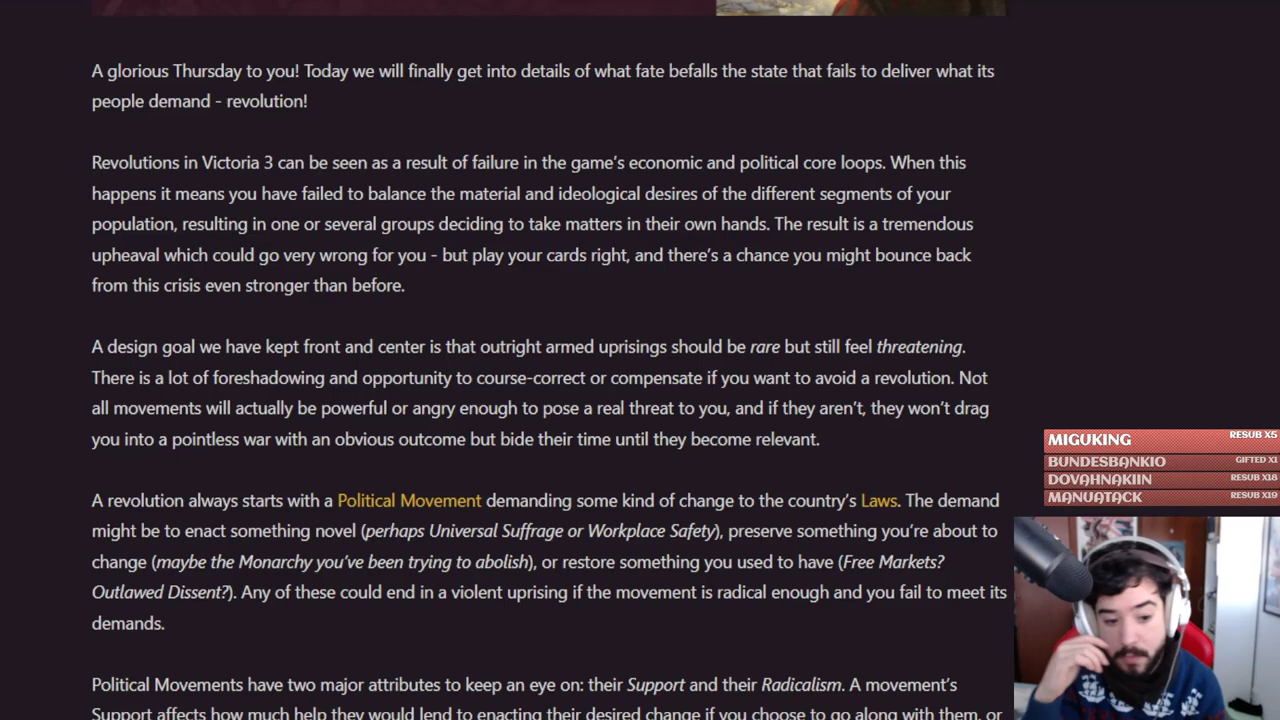 A glorious Thursday to you! Today we will finally get into details of what fate befalls the state that fails to deliver what its
people demand - revolution!
Revolutions in Victoria 3 can be seen as a result of failure in the game's economic and political core loops. When this
happens it means you have failed to balance the material and ideological desires of the different segments of your
population, resulting in one or several groups deciding to take matters in their own hands. The result is a tremendous
upheaval which could go very wrong for you - but play your cards right, and there's a chance you might bounce back
from this crisis even stronger than before.
A design goal we have kept front and center is that outright armed uprisings should be rare but still feel threatening.
There is a lot of foreshadowing and opportunity to course-correct or compensate if you want to avoid a revolution. Not
all movements will actually be powerful or angry enough to pose a real threat to you, and if they aren't, they won't drag
you into a pointless war with an obvious outcome but bide their time until they become relevant.
A revolution always starts with a Political Movement demanding some kind of change to the country's Laws. The demand
might be to enact something novel (perhaps Universal Suffrage or Workplace Safety), preserve something you're about to
change (maybe the Monarchy you've been trying to abolish), or restore something you used to have (Free Markets?
Outlawed Dissent?). Any of these could end in a violent uprising if the movement is radical enough and you fail to meet its
demands.
Political Movements have two major attributes to keep an eye on: their Support and their Radicalism. A movement's
Support affects how much help they would lend to enacting their desired change if you choose to go along with them, or
MIGUKING RESUB X5
BUNDESBANKIO GIFTED X1
DOVAHNAKIIN RESUB X18
MANUATACK RESUB X19